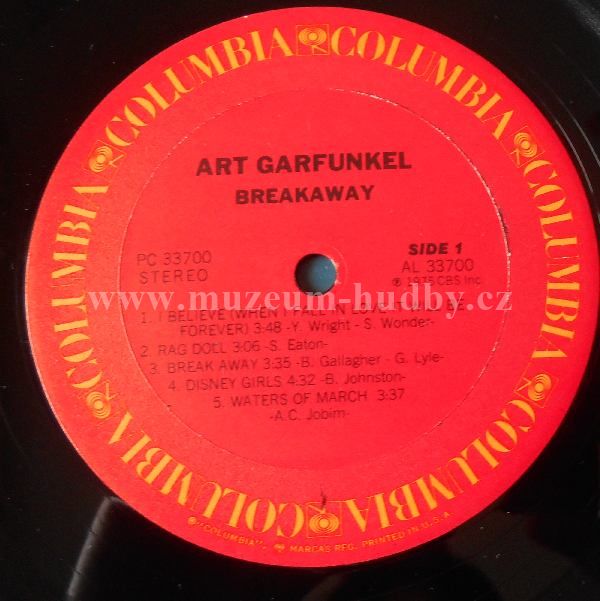 COLUMBIA COLUMBIA COLUMBIA COLUMBIA COLUMBIA COLUMBIA
ART GARFUNKEL
BREAKAWAY
PC 33700
STEREO
SIDE 1
AL 33700
℗ 1975 CBS Inc
www.muzeum-hudby.cz
1. I BELIEVE (WHEN I FALL IN LOVE IT WILL BE
FOREVER) 3:48 -Y. Wright - S. Wonder-
2. RAG DOLL 3:06 -S. Eaton-
3. BREAK AWAY 3:35 -B. Gallagher - G. Lyle-
4. DISNEY GIRLS 4:32 -B. Johnston-
5. WATERS OF MARCH 3:37
-A.C. Jobim-
"COLUMBIA", MARCAS REG. PRINTED IN U.S.A